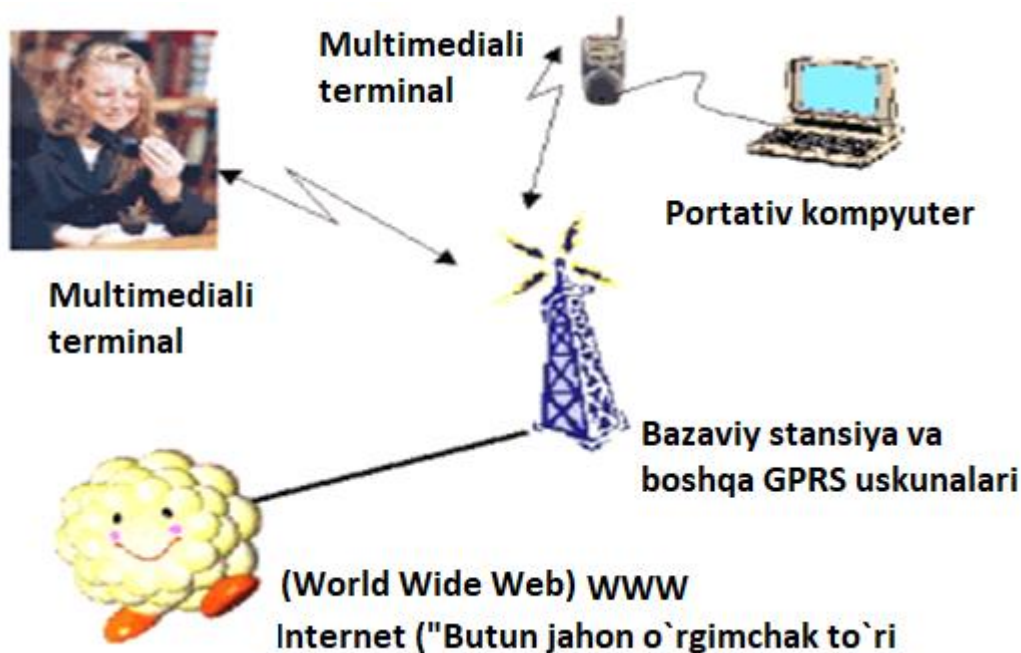 Multimediali
terminal
Portativ kompyuter
Multimediali
terminal
Bazaviy stansiya va
boshqa GPRS uskunalari
(World Wide Web) WWW
Internet ("Butun jahon o`rgimchak to`ri